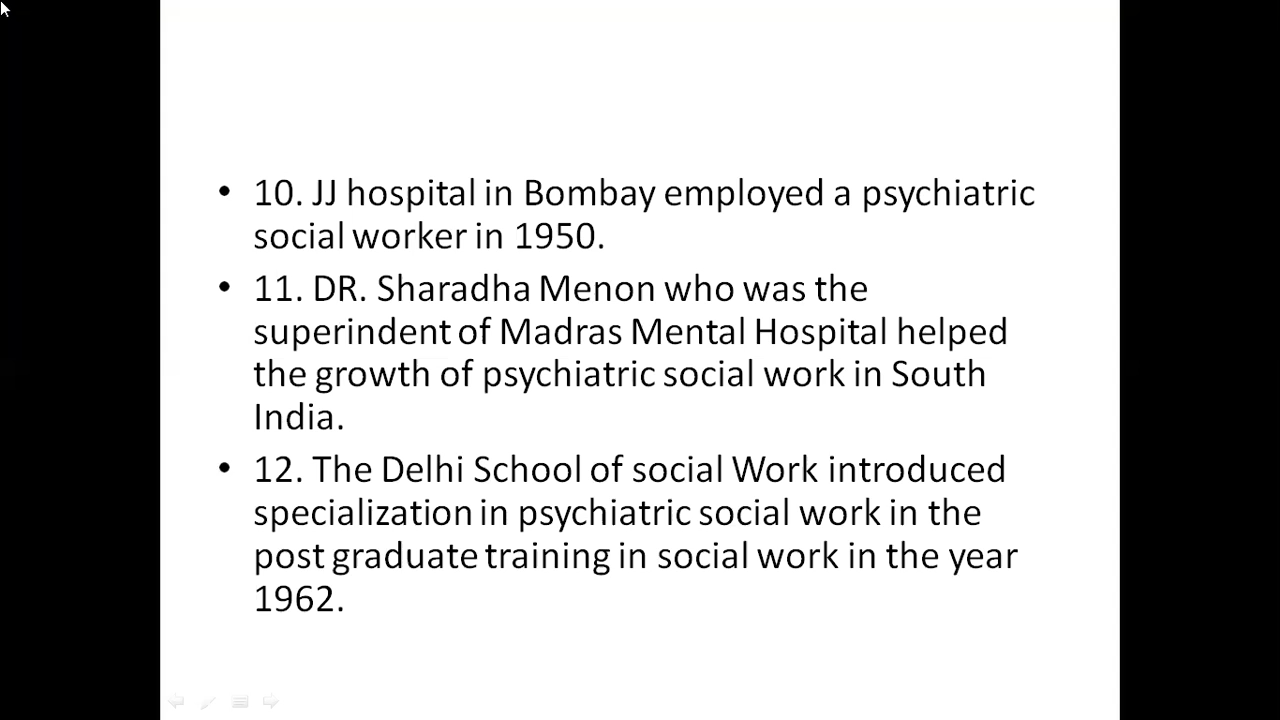 • 10. JJ hospital in Bombay employed a psychiatric
social worker in 1950.
• 11. DR. Sharadha Menon who was the
superindent of Madras Mental Hospital helped
the growth of psychiatric social work in South
India.
• 12. The Delhi School of social Work introduced
specialization in psychiatric social work in the
post graduate training in social work in the year
1962.